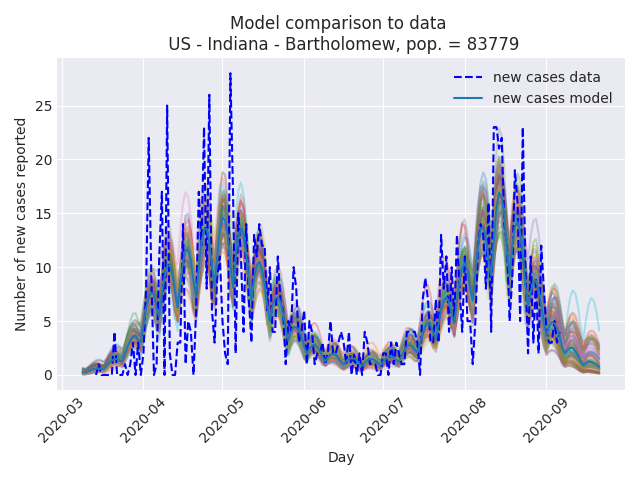 Model comparison to data
US - Indiana - Bartholomew, pop. = 83779
new cases data
new cases model
Number of new cases reported
25
20
15
10
5
0
2020-03
2020-04
2020-05
2020-06
2020-07
2020-08
2020-09
Day